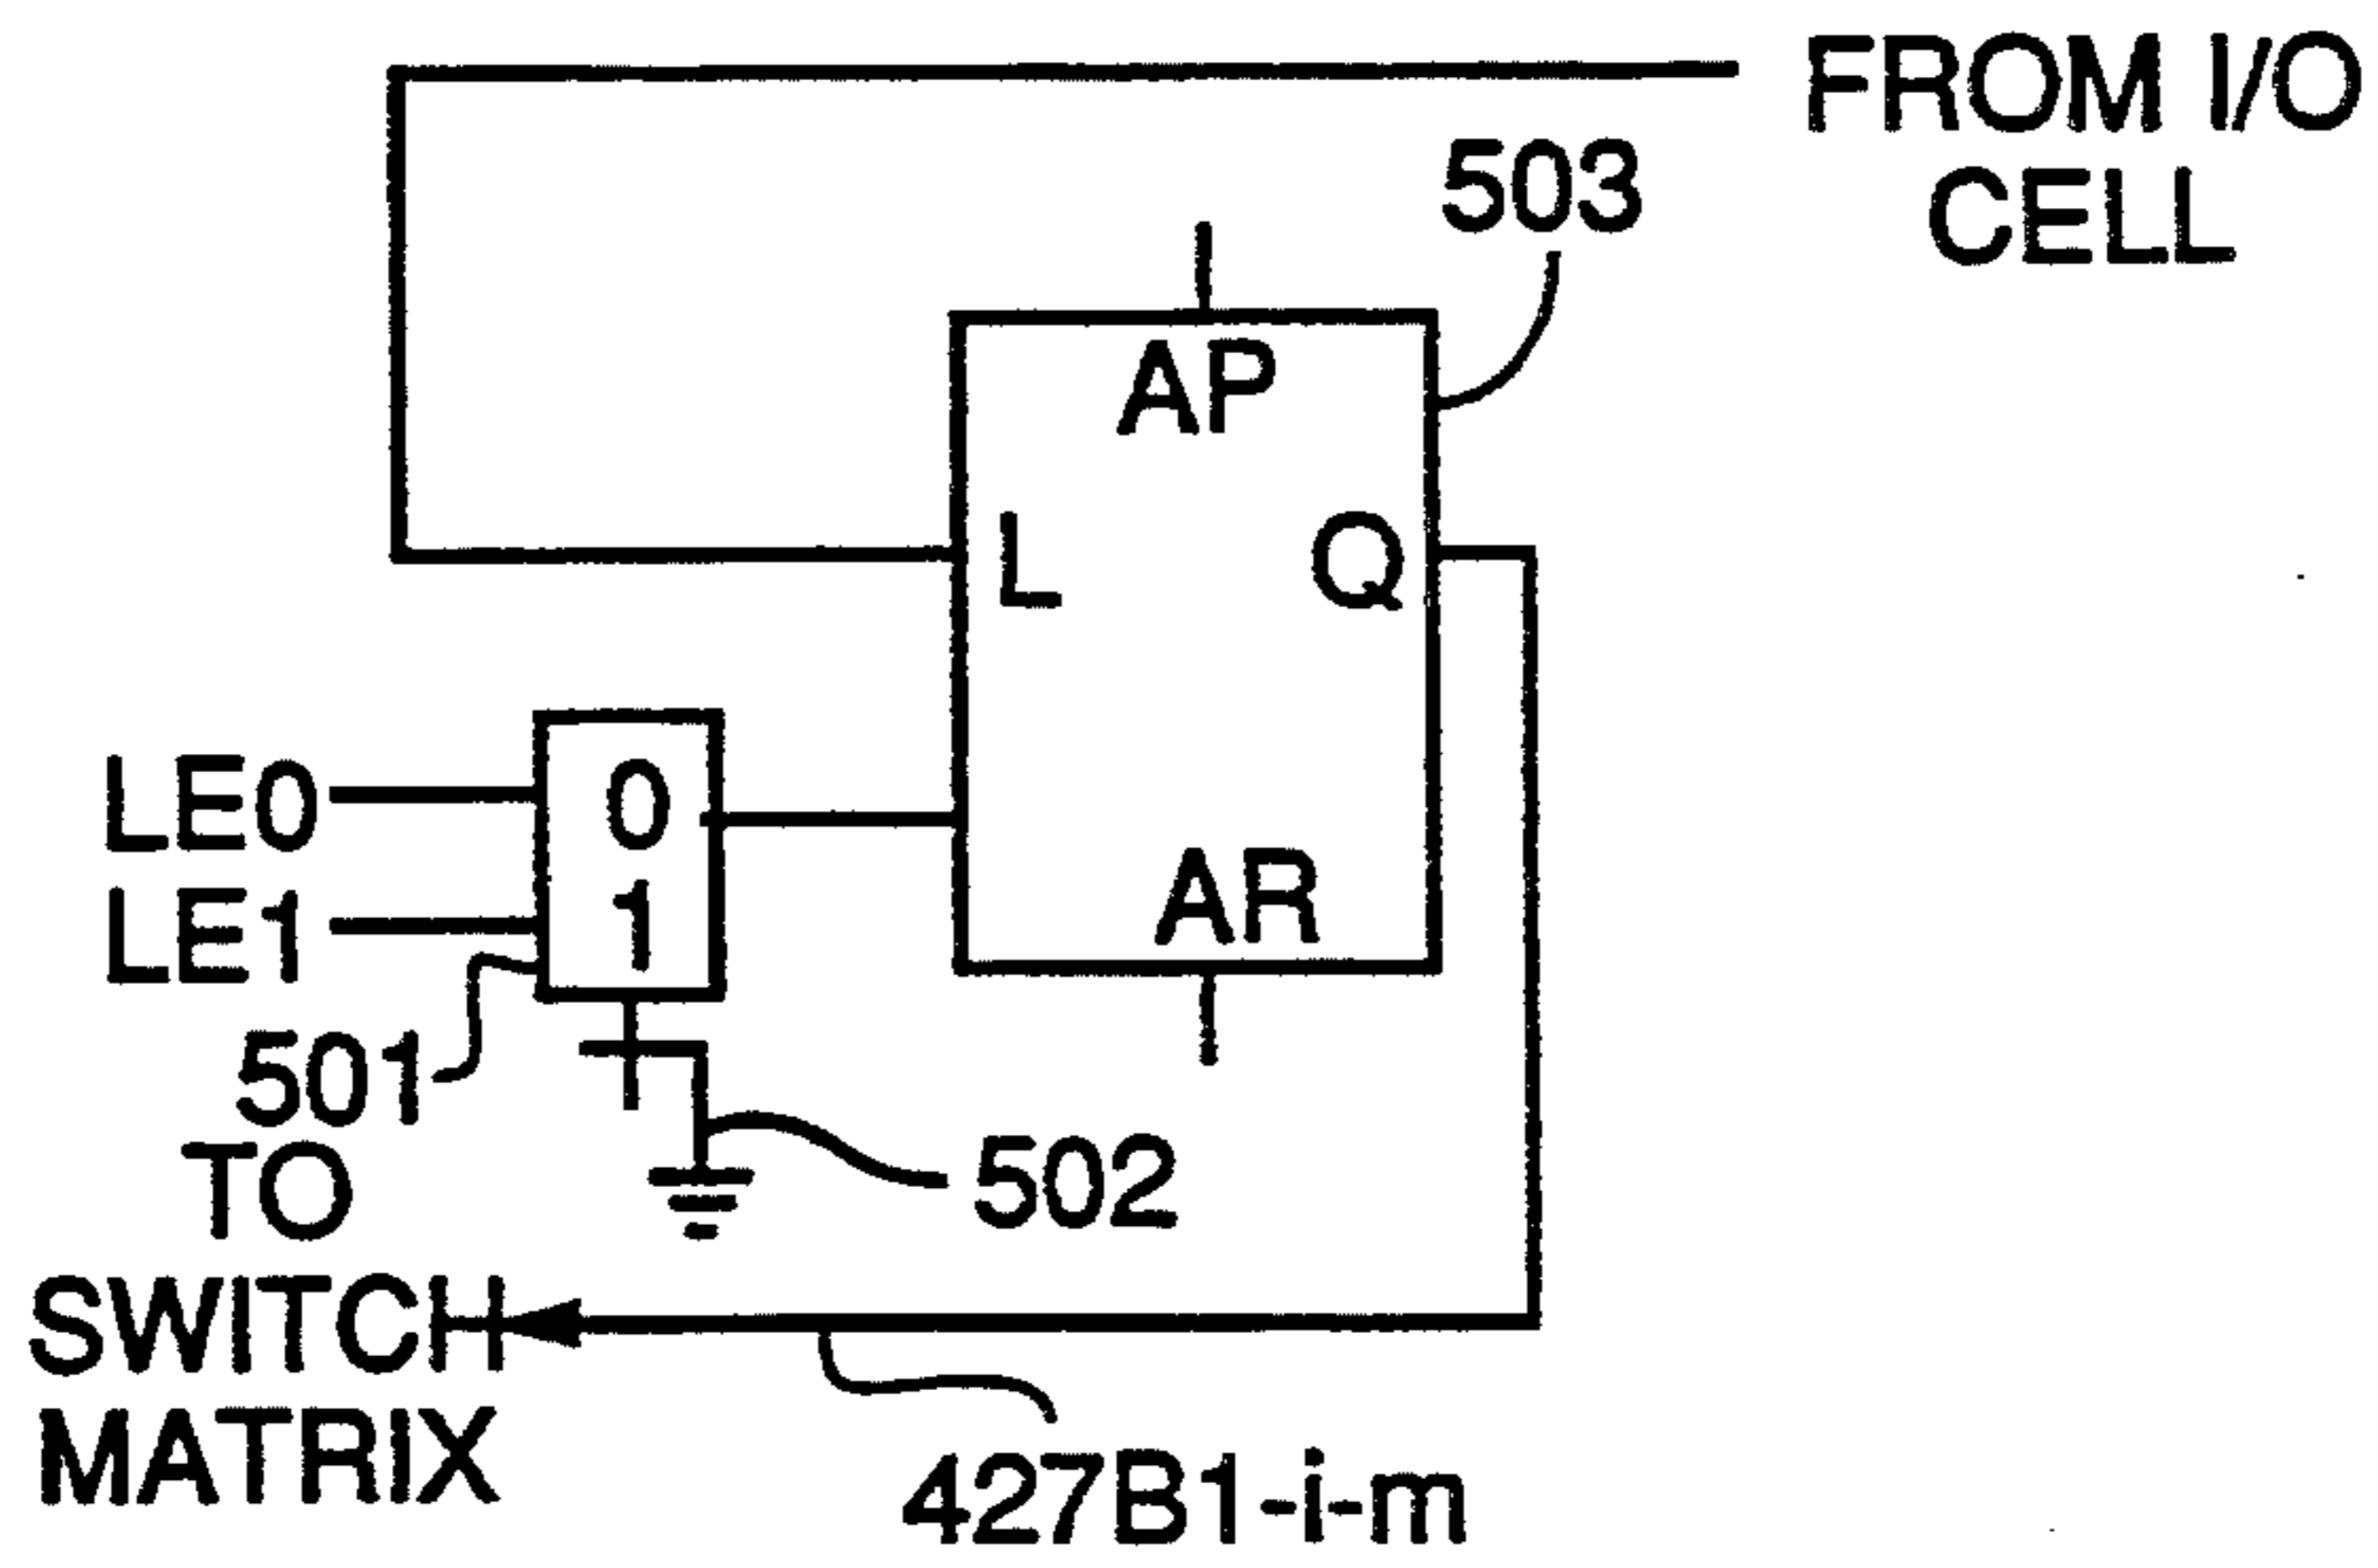 FROM I/O
CELL
503
AP
L
Q
LE0
0
LE1
1
AR
501
502
TO
SWITCH
MATRIX
427B1-i-m